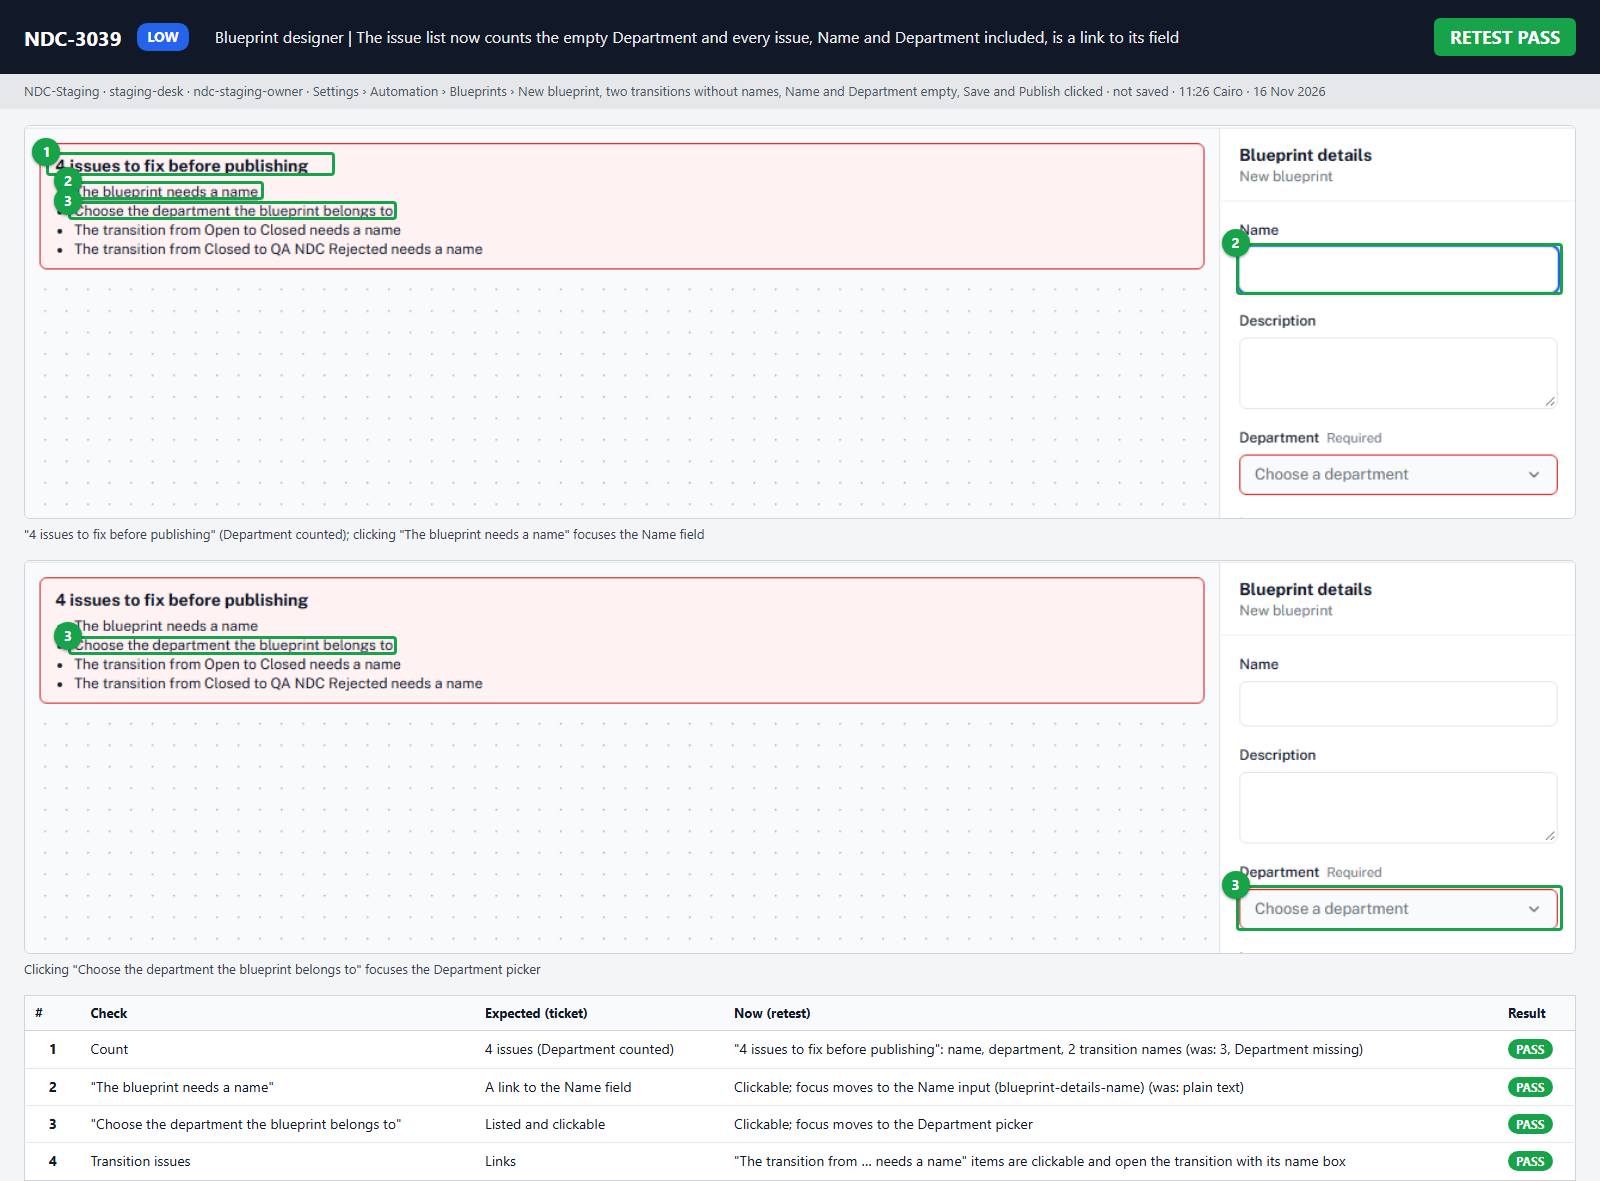 NDC-3039 LOW Blueprint designer | The issue list now counts the empty Department and every issue, Name and Department included, is a link to its field RETEST PASS
NDC-Staging · staging-desk · ndc-staging-owner · Settings › Automation › Blueprints › New blueprint, two transitions without names, Name and Department empty, Save and Publish clicked · not saved · 11:26 Cairo · 16 Nov 2026
1
4 issues to fix before publishing
2
The blueprint needs a name
3
Choose the department the blueprint belongs to
• The transition from Open to Closed needs a name
• The transition from Closed to QA NDC Rejected needs a name
Blueprint details
New blueprint
Name
2
Description
Department Required
Choose a department
"4 issues to fix before publishing" (Department counted); clicking "The blueprint needs a name" focuses the Name field
4 issues to fix before publishing
The blueprint needs a name
3
Choose the department the blueprint belongs to
• The transition from Open to Closed needs a name
• The transition from Closed to QA NDC Rejected needs a name
Blueprint details
New blueprint
Name
Description
Department Required
3
Choose a department
Clicking "Choose the department the blueprint belongs to" focuses the Department picker
# Check Expected (ticket) Now (retest) Result
1 Count 4 issues (Department counted) "4 issues to fix before publishing": name, department, 2 transition names (was: 3, Department missing) PASS
2 "The blueprint needs a name" A link to the Name field Clickable; focus moves to the Name input (blueprint-details-name) (was: plain text) PASS
3 "Choose the department the blueprint belongs to" Listed and clickable Clickable; focus moves to the Department picker PASS
4 Transition issues Links "The transition from ... needs a name" items are clickable and open the transition with its name box PASS